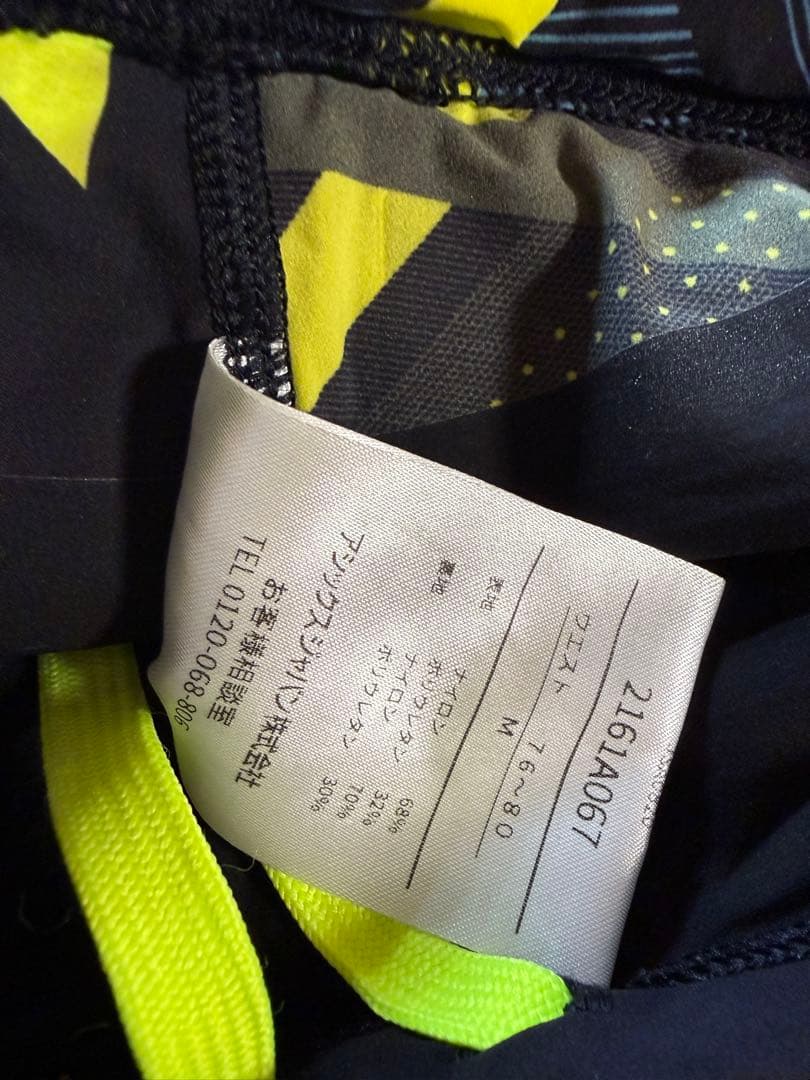 2161A067
ウエスト 76~80
M
表地 ナイロン 68%
ポリウレタン 32%
裏地 ナイロン 70%
ポリウレタン 30%
アシックスジャパン株式会社
お客様相談室
TEL 0120-068-806